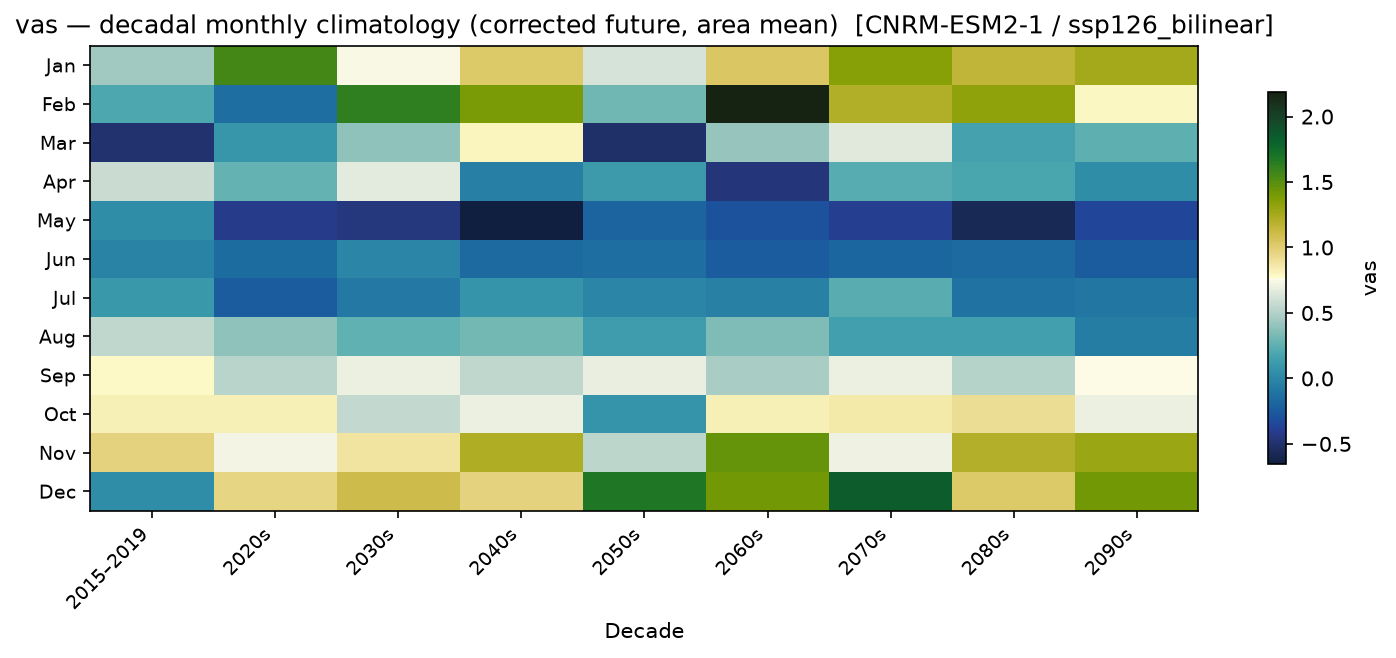 vas — decadal monthly climatology (corrected future, area mean)  [CNRM-ESM2-1 / ssp126_bilinear]
Jan
Feb
Mar
Apr
May
Jun
Jul
Aug
Sep
Oct
Nov
Dec
2015–2019
2020s
2030s
2040s
2050s
2060s
2070s
2080s
2090s
Decade
2.0
1.5
1.0
0.5
0.0
−0.5
vas